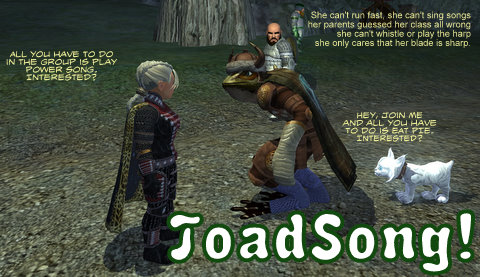 She can't run fast, she can't sing songs
her parents guessed her class all wrong
she can't whistle or play the harp
she only cares that her blade is sharp.
ALL YOU HAVE TO DO
IN THE GROUP IS PLAY
POWER SONG,
INTERESTED?
HEY, JOIN ME
AND ALL YOU HAVE
TO DO IS EAT PIE.
INTERESTED?
ToadSong!